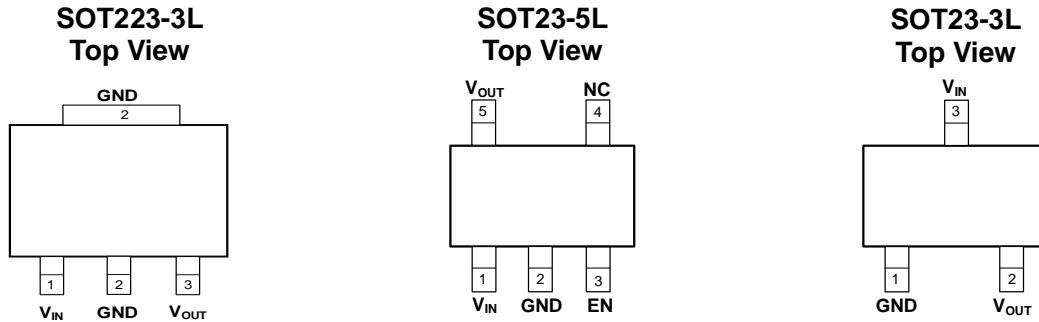 SOT223-3L
Top View
GND
2
1
2
3
VIN
GND
VOUT
SOT23-5L
Top View
VOUT
NC
5
4
1
2
3
VIN
GND
EN
SOT23-3L
Top View
VIN
3
1
2
GND
VOUT